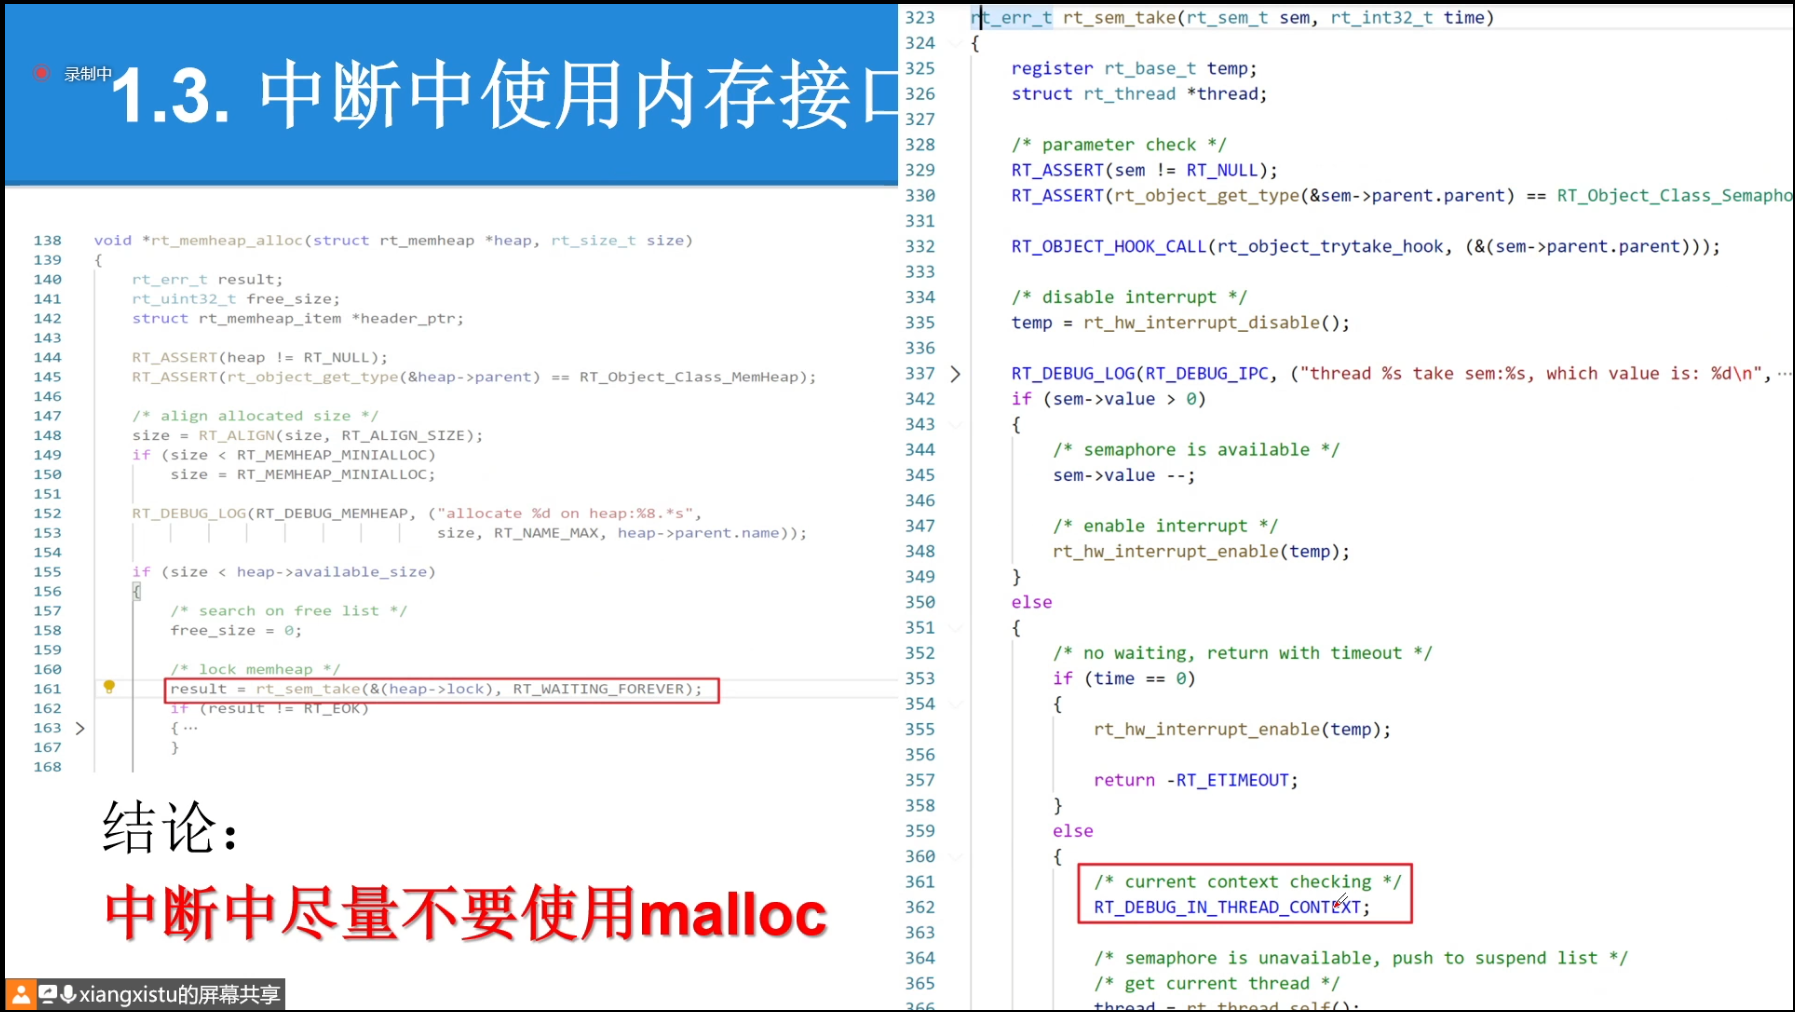 录制中
1.3. 中断中使用内存接口
138 void *rt_memheap_alloc(struct rt_memheap *heap, rt_size_t size)
139 {
140 rt_err_t result;
141 rt_uint32_t free_size;
142 struct rt_memheap_item *header_ptr;
143
144 RT_ASSERT(heap != RT_NULL);
145 RT_ASSERT(rt_object_get_type(&heap->parent) == RT_Object_Class_MemHeap);
146
147 /* align allocated size */
148 size = RT_ALIGN(size, RT_ALIGN_SIZE);
149 if (size < RT_MEMHEAP_MINIALLOC)
150 size = RT_MEMHEAP_MINIALLOC;
151
152 RT_DEBUG_LOG(RT_DEBUG_MEMHEAP, ("allocate %d on heap:%8.*s",
153 size, RT_NAME_MAX, heap->parent.name));
154
155 if (size < heap->available_size)
156 {
157 /* search on free list */
158 free_size = 0;
159
160 /* lock memheap */
161 result = rt_sem_take(&(heap->lock), RT_WAITING_FOREVER);
162 if (result != RT_EOK)
163 {…
167 }
168
结论：
中断中尽量不要使用malloc
xiangxistu的屏幕共享
323 rt_err_t rt_sem_take(rt_sem_t sem, rt_int32_t time)
324 {
325 register rt_base_t temp;
326 struct rt_thread *thread;
327
328 /* parameter check */
329 RT_ASSERT(sem != RT_NULL);
330 RT_ASSERT(rt_object_get_type(&sem->parent.parent) == RT_Object_Class_Semapho
331
332 RT_OBJECT_HOOK_CALL(rt_object_trytake_hook, (&(sem->parent.parent)));
333
334 /* disable interrupt */
335 temp = rt_hw_interrupt_disable();
336
337 RT_DEBUG_LOG(RT_DEBUG_IPC, ("thread %s take sem:%s, which value is: %d\n",…
342 if (sem->value > 0)
343 {
344 /* semaphore is available */
345 sem->value --;
346
347 /* enable interrupt */
348 rt_hw_interrupt_enable(temp);
349 }
350 else
351 {
352 /* no waiting, return with timeout */
353 if (time == 0)
354 {
355 rt_hw_interrupt_enable(temp);
356
357 return -RT_ETIMEOUT;
358 }
359 else
360 {
361 /* current context checking */
362 RT_DEBUG_IN_THREAD_CONTEXT;
363
364 /* semaphore is unavailable, push to suspend list */
365 /* get current thread */
366 thread = rt_thread_self();